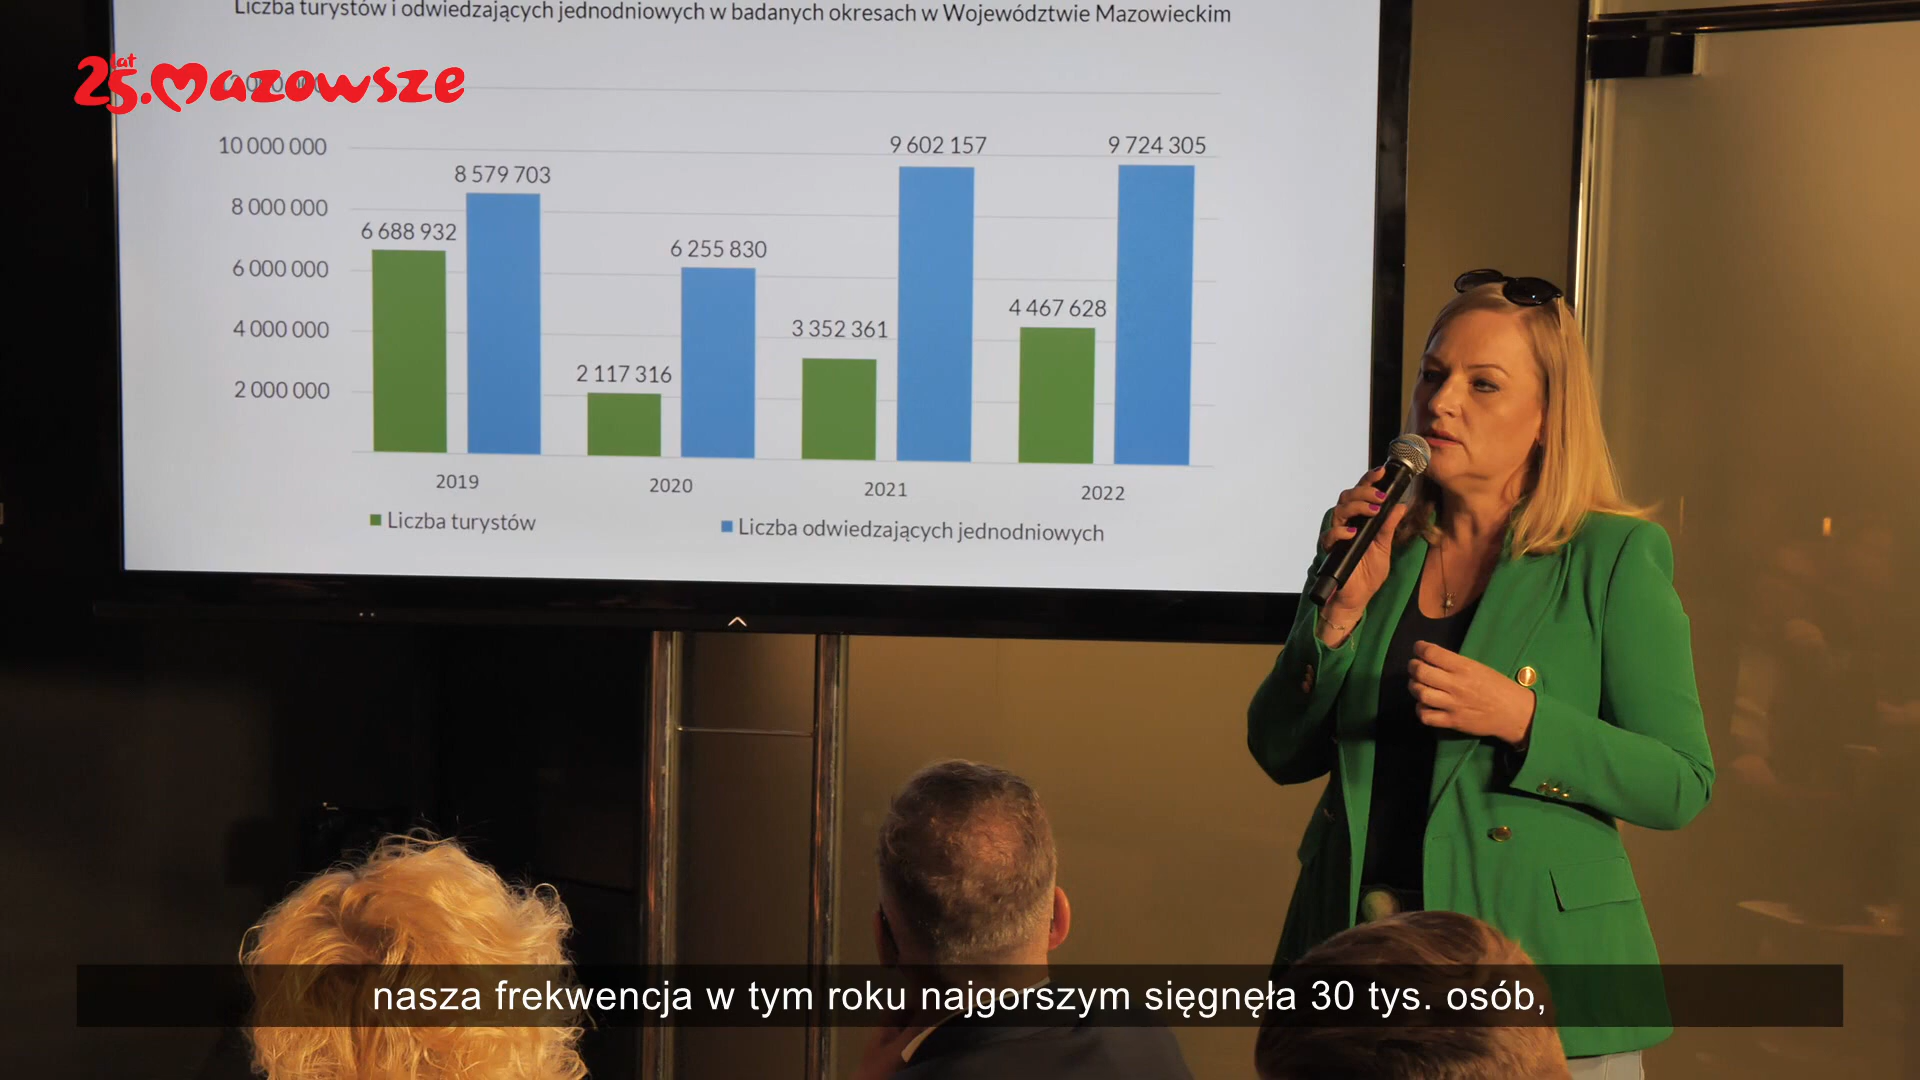 Liczba turystów i odwiedzających jednodniowych w badanych okresach w Województwie Mazowieckim
25 lat. Mazowsze
10 000 000
8 000 000
6 000 000
4 000 000
2 000 000
6 688 932
8 579 703
2 117 316
6 255 830
3 352 361
9 602 157
4 467 628
9 724 305
2019
2020
2021
2022
Liczba turystów
Liczba odwiedzających jednodniowych
nasza frekwencja w tym roku najgorszym sięgnęła 30 tys. osób,